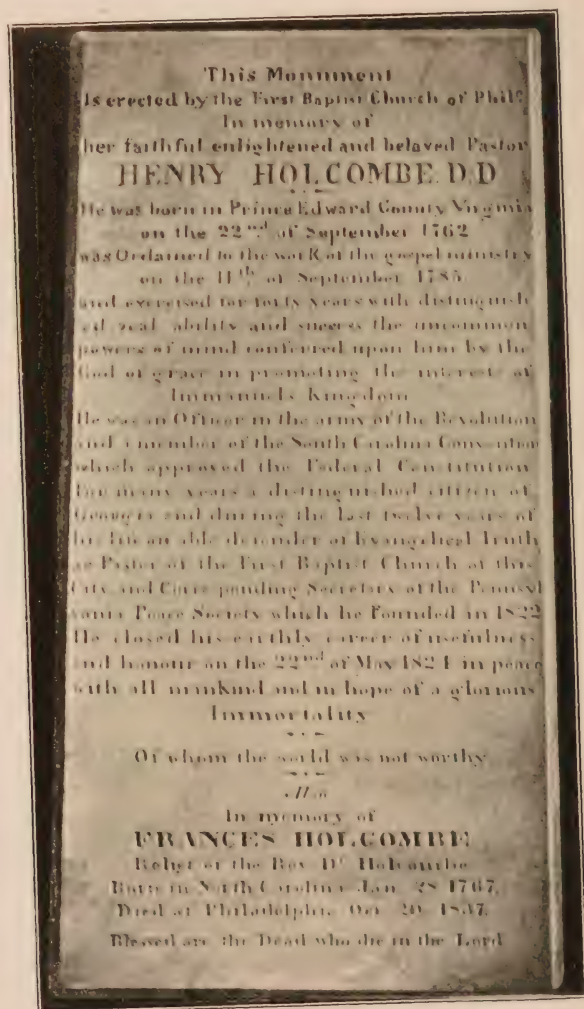 This Monument
Is erected by the First Baptist Church of Phila
In memory of
her faithful enlightened and beloved Pastor
HENRY HOLCOMBE D.D
He was born in Prince Edward County Virginia
on the 22nd of September 1762
was Ordained to the work of the gospel ministry
on the 11th of September 1785
and exercised for forty years with distinguish
ed zeal ability and success the uncommon
powers of mind conferred upon him by the
God of grace in promoting the interests of
Immanuels Kingdom
He was an Officer in the army of the Revolution
and a member of the South Carolina Convention
which approved the Federal Constitution
For many years a distinguished citizen of
Georgia and during the last twelve years of
his life an able defender of Evangelical Truth
as Pastor of the First Baptist Church of this
City and Corresponding Secretary of the Pennsyl
vania Peace Society which he Founded in 1822
He closed his earthly career of usefulness
and honour on the 22nd of May 1824 in peace
with all mankind and in hope of a glorious
Immortality
Of whom the world was not worthy
Also
In memory of
FRANCES HOLCOMBE
Relict of the Rev Dr Holcombe
Born in North Carolina Jan 28 1767.
Died at Philadelphia Oct 20 1837.
Blessed are the Dead who die in the Lord